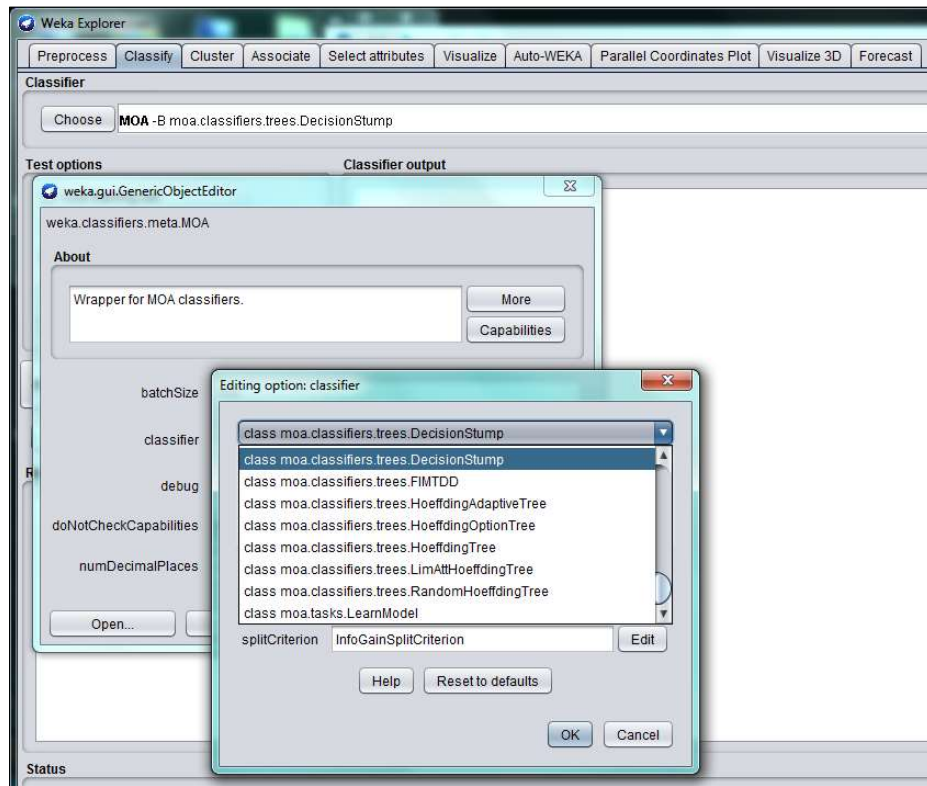 Weka Explorer
Preprocess Classify Cluster Associate Select attributes Visualize Auto-WEKA Parallel Coordinates Plot Visualize 3D Forecast
Classifier
Choose MOA -B moa.classifiers.trees.DecisionStump
Test options Classifier output
weka.gui.GenericObjectEditor
weka.classifiers.meta.MOA
About
Wrapper for MOA classifiers.
More
Capabilities
batchSize
classifier
debug
doNotCheckCapabilities
numDecimalPlaces
Open...
Editing option: classifier
class moa.classifiers.trees.DecisionStump
class moa.classifiers.trees.DecisionStump
class moa.classifiers.trees.FIMTDD
class moa.classifiers.trees.HoeffdingAdaptiveTree
class moa.classifiers.trees.HoeffdingOptionTree
class moa.classifiers.trees.HoeffdingTree
class moa.classifiers.trees.LimAttHoeffdingTree
class moa.classifiers.trees.RandomHoeffdingTree
class moa.tasks.LearnModel
splitCriterion InfoGainSplitCriterion Edit
Help Reset to defaults
OK Cancel
Status